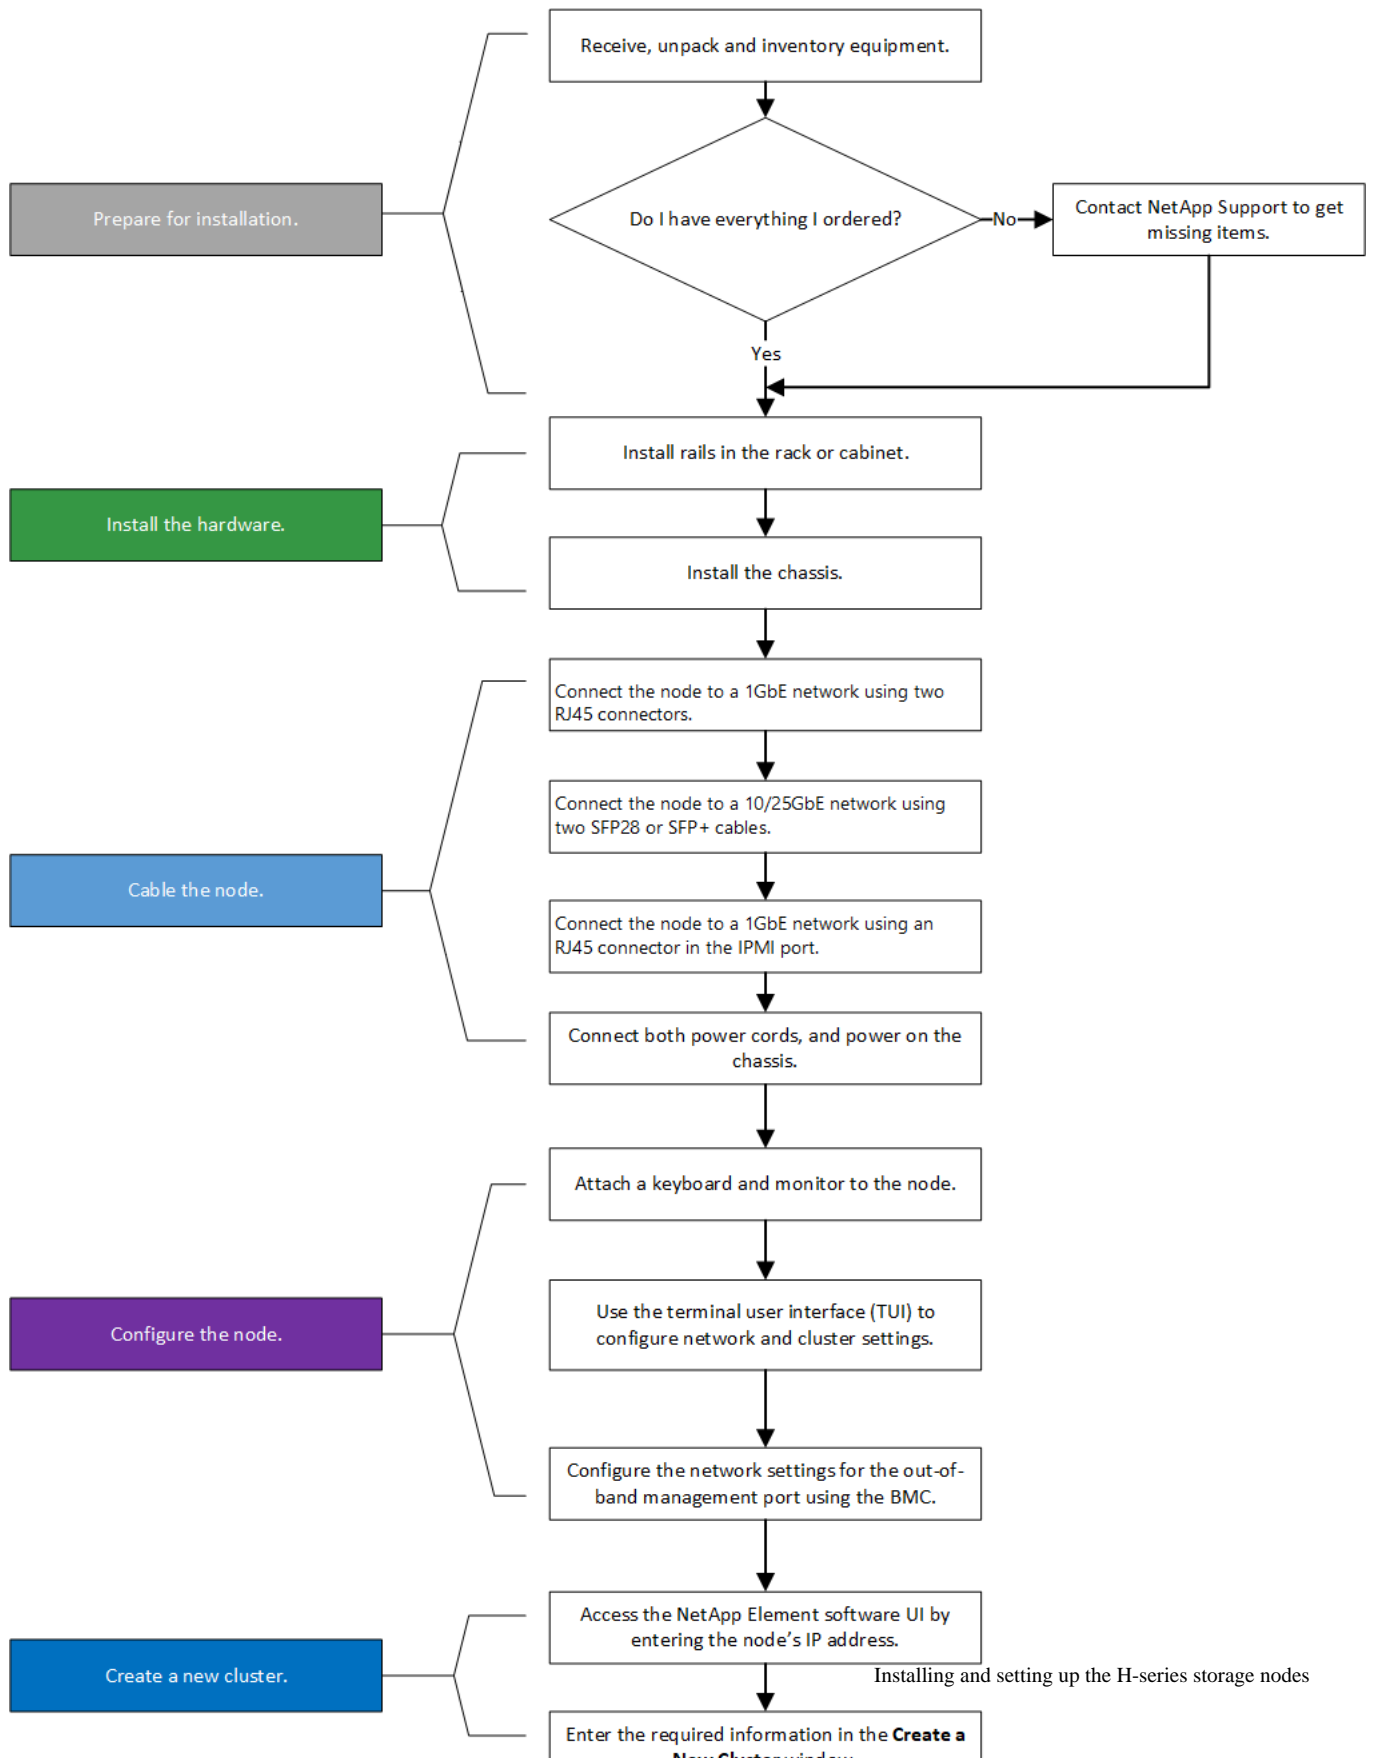 Receive, unpack and inventory equipment.
Prepare for installation.
Do I have everything I ordered?
No
Contact NetApp Support to get
missing items.
Yes
Install the hardware.
Install rails in the rack or cabinet.
Install the chassis.
Cable the node.
Connect the node to a 1GbE network using two
RJ45 connectors.
Connect the node to a 10/25GbE network using
two SFP28 or SFP+ cables.
Connect the node to a 1GbE network using an
RJ45 connector in the IPMI port.
Connect both power cords, and power on the
chassis.
Configure the node.
Attach a keyboard and monitor to the node.
Use the terminal user interface (TUI) to
configure network and cluster settings.
Configure the network settings for the out-of-
band management port using the BMC.
Create a new cluster.
Access the NetApp Element software UI by
entering the node's IP address.
Installing and setting up the H-series storage nodes
Enter the required information in the Create a
New Cluster window.